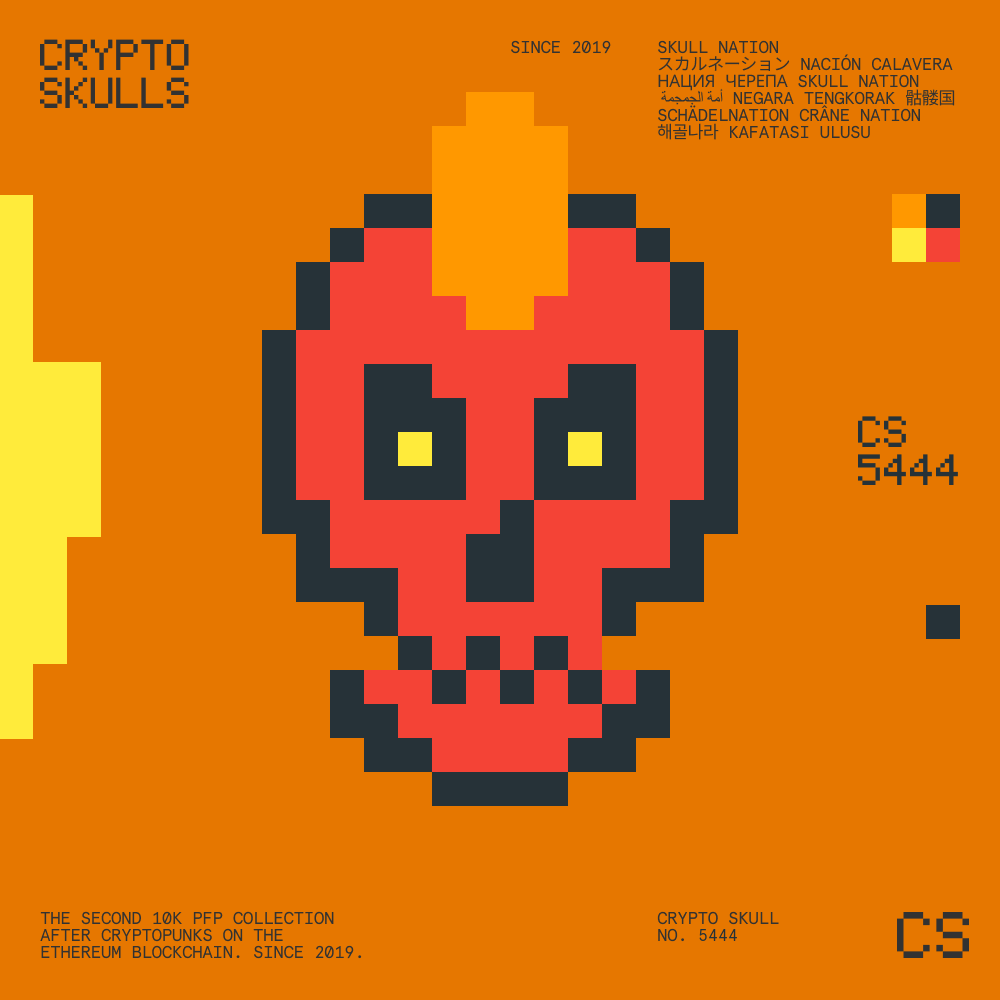 CRYPTO
SKULLS
SINCE 2019
SKULL NATION
スカルネーション NACIÓN CALAVERA
НАЦИЯ ЧЕРЕПА SKULL NATION
أمة الجمجمة NEGARA TENGKORAK 骷髅国
SCHÄDELNATION CRÂNE NATION
해골나라 KAFATASI ULUSU
CS
5444
THE SECOND 10K PFP COLLECTION
AFTER CRYPTOPUNKS ON THE
ETHEREUM BLOCKCHAIN. SINCE 2019.
CRYPTO SKULL
NO. 5444
CS